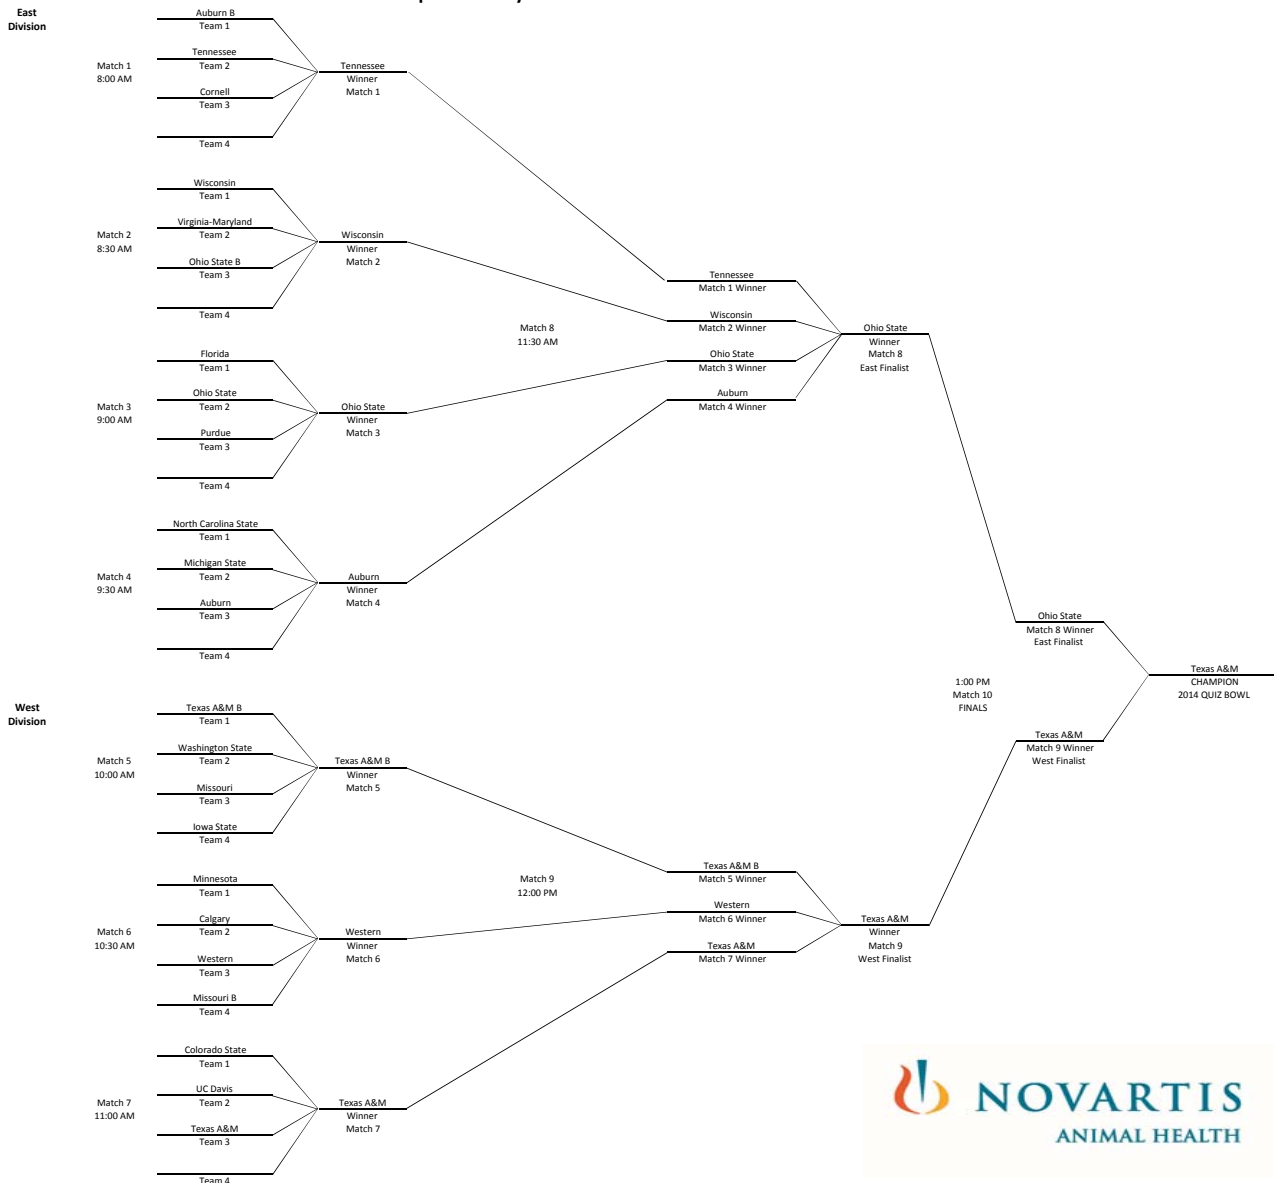 East
Division
Auburn B
Team 1
Match 1
8:00 AM
Tennessee
Team 2
Cornell
Team 3
Team 4
Tennessee
Winner
Match 1
Wisconsin
Team 1
Match 2
8:30 AM
Virginia-Maryland
Team 2
Ohio State B
Team 3
Team 4
Wisconsin
Winner
Match 2
Florida
Team 1
Match 3
9:00 AM
Ohio State
Team 2
Purdue
Team 3
Team 4
Ohio State
Winner
Match 3
North Carolina State
Team 1
Match 4
9:30 AM
Michigan State
Team 2
Auburn
Team 3
Team 4
Auburn
Winner
Match 4
Match 8
11:30 AM
Tennessee
Match 1 Winner
Wisconsin
Match 2 Winner
Ohio State
Match 3 Winner
Auburn
Match 4 Winner
Ohio State
Winner
Match 8
East Finalist
West
Division
Texas A&M B
Team 1
Match 5
10:00 AM
Washington State
Team 2
Missouri
Team 3
Iowa State
Team 4
Texas A&M B
Winner
Match 5
Minnesota
Team 1
Match 6
10:30 AM
Calgary
Team 2
Western
Team 3
Missouri B
Team 4
Western
Winner
Match 6
Colorado State
Team 1
Match 7
11:00 AM
UC Davis
Team 2
Texas A&M
Team 3
Team 4
Texas A&M
Winner
Match 7
Match 9
12:00 PM
Texas A&M B
Match 5 Winner
Western
Match 6 Winner
Texas A&M
Match 7 Winner
Texas A&M
Winner
Match 9
West Finalist
1:00 PM
Match 10
FINALS
Ohio State
Match 8 Winner
East Finalist
Texas A&M
Match 9 Winner
West Finalist
Texas A&M
CHAMPION
2014 QUIZ BOWL
NOVARTIS
ANIMAL HEALTH